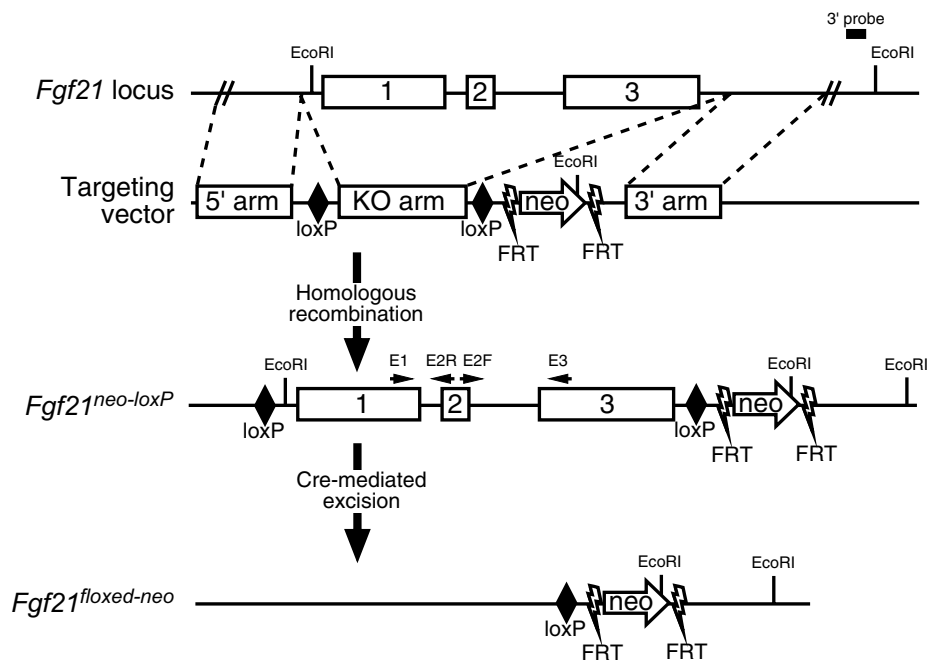 3' probe
EcoRI
EcoRI
Fgf21 locus
1
2
3
EcoRI
Targeting
vector
5' arm
KO arm
neo
3' arm
loxP
loxP
FRT
FRT
Homologous
recombination
EcoRI
E1
E2R
E2F
E3
EcoRI
EcoRI
Fgf21neo-loxP
1
2
3
neo
loxP
loxP
FRT
FRT
Cre-mediated
excision
EcoRI
EcoRI
Fgf21floxed-neo
neo
loxP
FRT
FRT